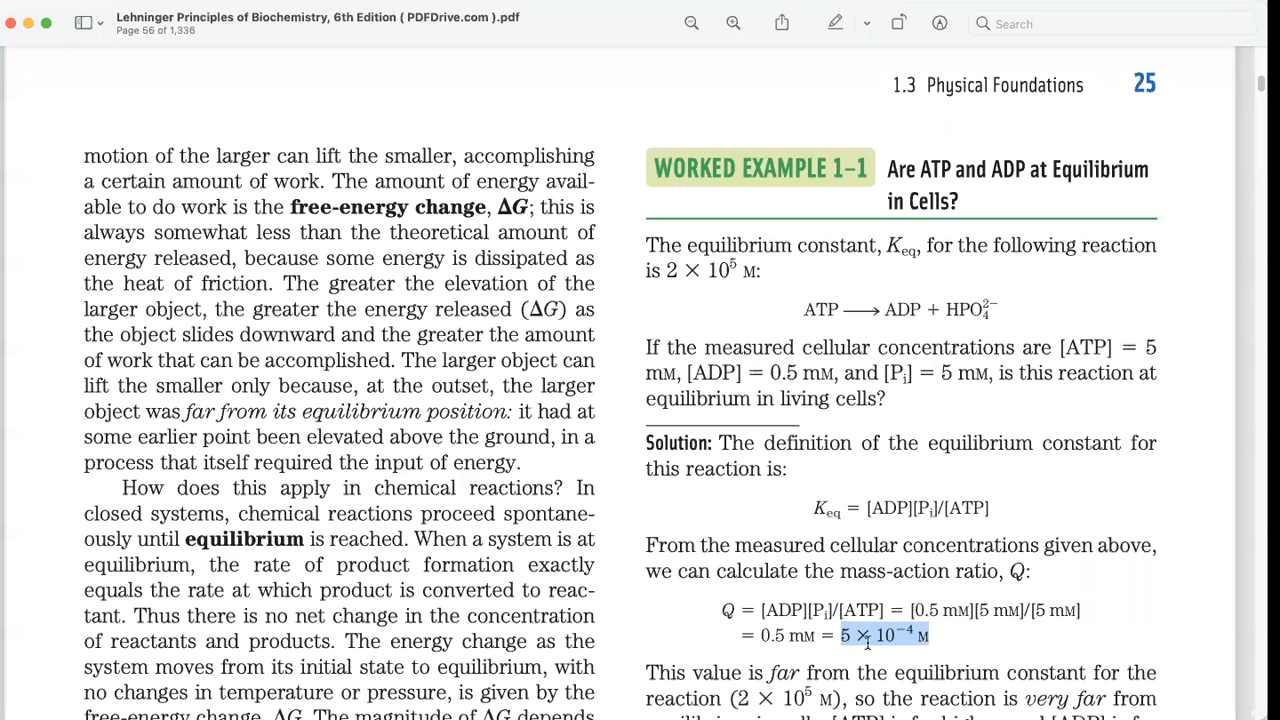 Lehninger Principles of Biochemistry, 6th Edition ( PDFDrive.com ).pdf
Page 56 of 1,336
Search
1.3 Physical Foundations 25
motion of the larger can lift the smaller, accomplishing
a certain amount of work. The amount of energy avail-
able to do work is the free-energy change, ΔG; this is
always somewhat less than the theoretical amount of
energy released, because some energy is dissipated as
the heat of friction. The greater the elevation of the
larger object, the greater the energy released (ΔG) as
the object slides downward and the greater the amount
of work that can be accomplished. The larger object can
lift the smaller only because, at the outset, the larger
object was far from its equilibrium position: it had at
some earlier point been elevated above the ground, in a
process that itself required the input of energy.
How does this apply in chemical reactions? In
closed systems, chemical reactions proceed spontane-
ously until equilibrium is reached. When a system is at
equilibrium, the rate of product formation exactly
equals the rate at which product is converted to reac-
tant. Thus there is no net change in the concentration
of reactants and products. The energy change as the
system moves from its initial state to equilibrium, with
no changes in temperature or pressure, is given by the
free-energy change, ΔG. The magnitude of ΔG depends
WORKED EXAMPLE 1–1 Are ATP and ADP at Equilibrium
in Cells?
The equilibrium constant, Keq, for the following reaction
is 2 × 10⁵ M:
ATP ⟶ ADP + HPO₄²⁻
If the measured cellular concentrations are [ATP] = 5
mM, [ADP] = 0.5 mM, and [Pi] = 5 mM, is this reaction at
equilibrium in living cells?
Solution: The definition of the equilibrium constant for
this reaction is:
Keq = [ADP][Pi]/[ATP]
From the measured cellular concentrations given above,
we can calculate the mass-action ratio, Q:
Q = [ADP][Pi]/[ATP] = [0.5 mM][5 mM]/[5 mM]
= 0.5 mM = 5 × 10⁻⁴ M
This value is far from the equilibrium constant for the
reaction (2 × 10⁵ M), so the reaction is very far from